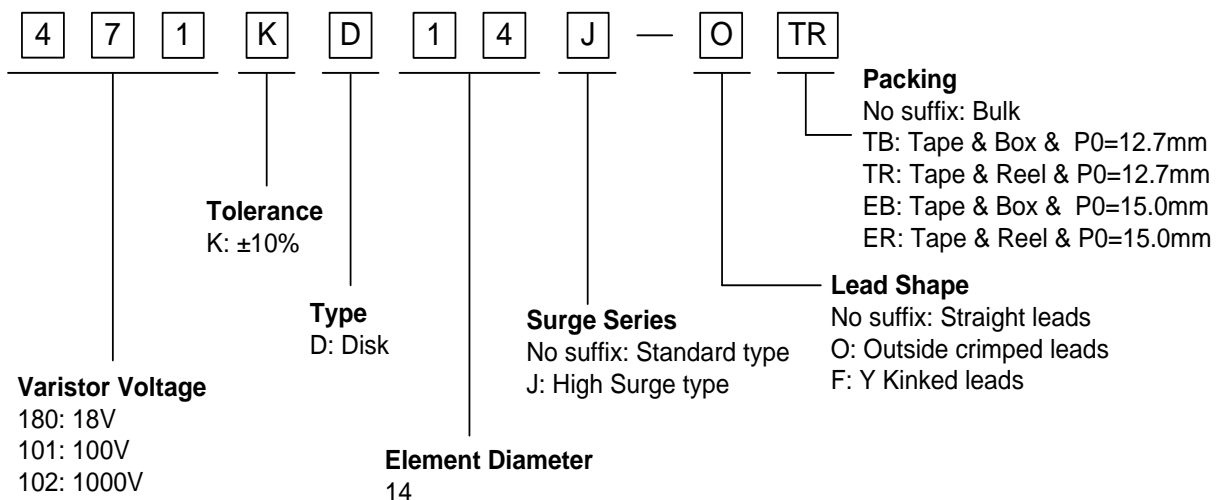 4 7 1 K D 1 4 J — O TR
Packing
No suffix: Bulk
TB: Tape & Box & P0=12.7mm
TR: Tape & Reel & P0=12.7mm
EB: Tape & Box & P0=15.0mm
ER: Tape & Reel & P0=15.0mm
Tolerance
K: ±10%
Lead Shape
No suffix: Straight leads
O: Outside crimped leads
F: Y Kinked leads
Type
D: Disk
Surge Series
No suffix: Standard type
J: High Surge type
Varistor Voltage
180: 18V
101: 100V
102: 1000V
Element Diameter
14